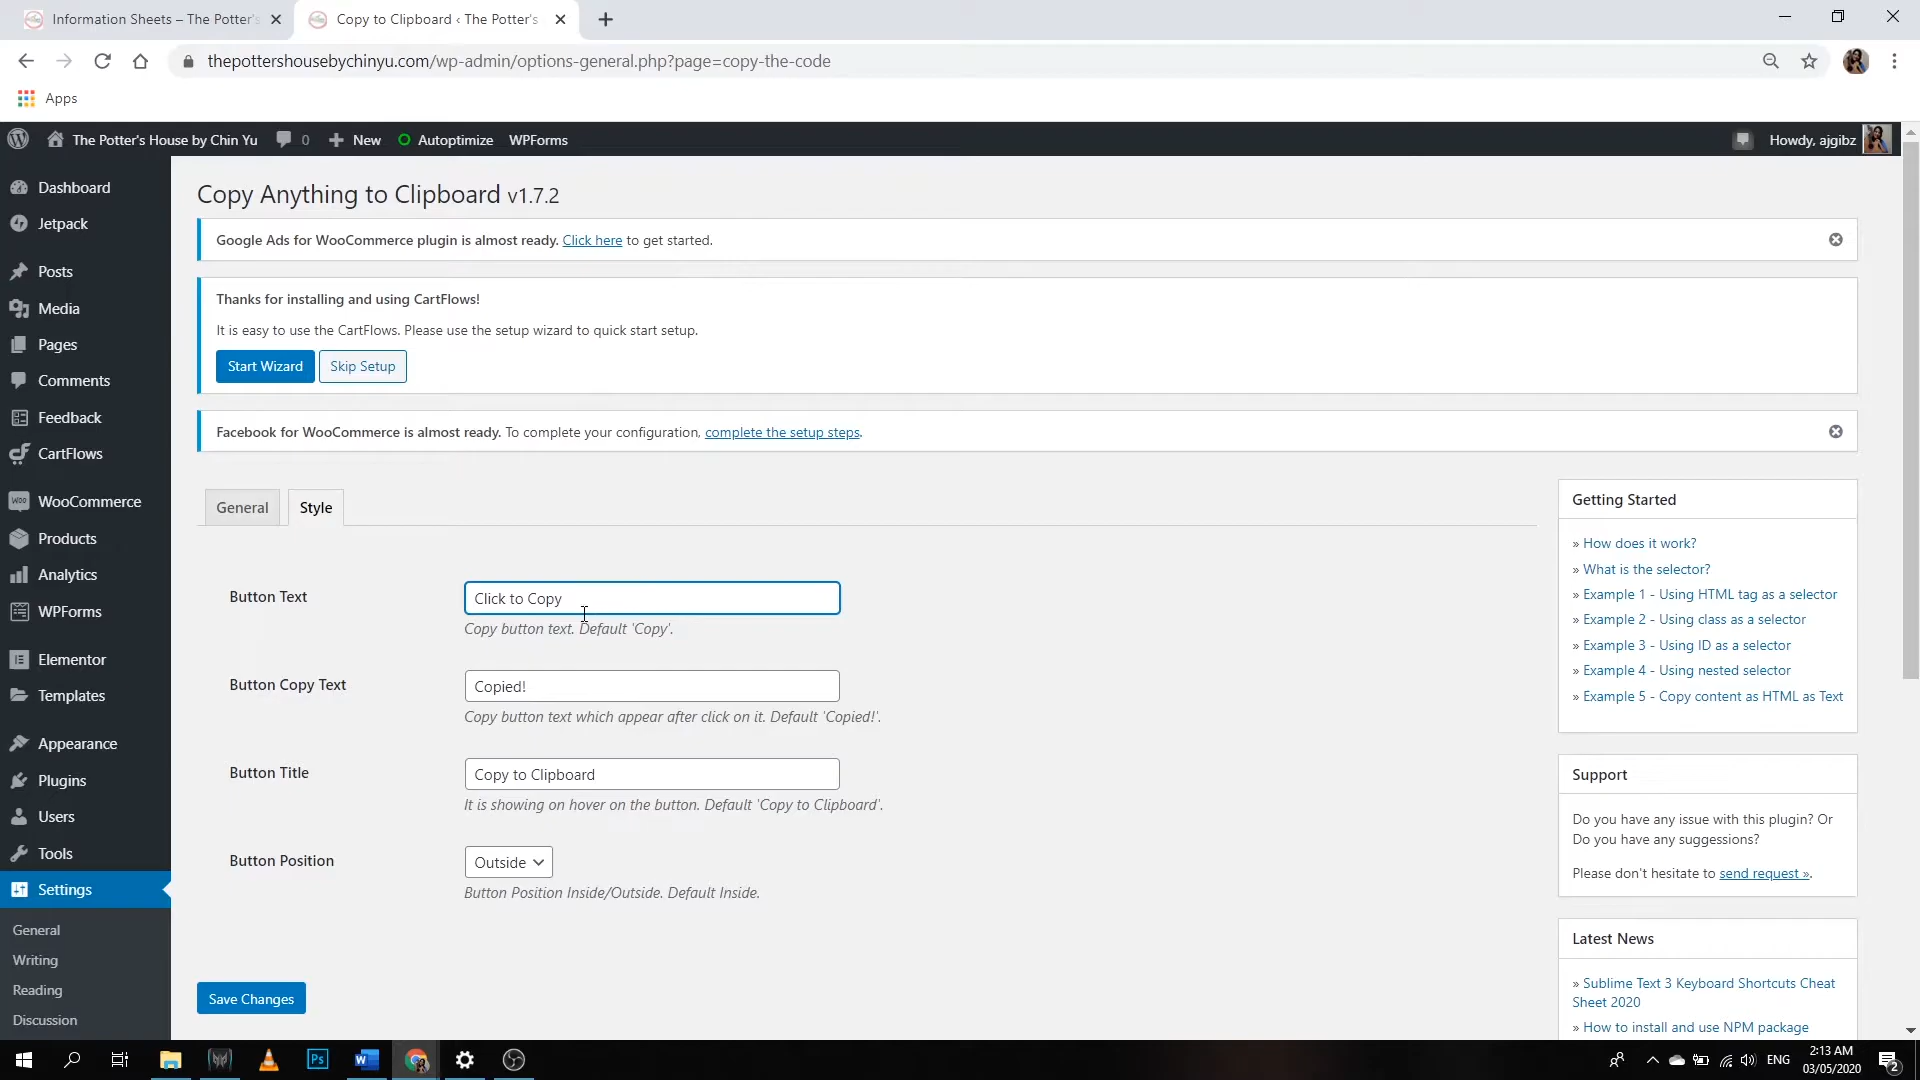 Information Sheets – The Potter's
Copy to Clipboard ‹ The Potter's
thepottershousebychinyu.com/wp-admin/options-general.php?page=copy-the-code
Apps
The Potter's House by Chin Yu
0
New
Autoptimize
WPForms
Howdy, ajgibz
Dashboard
Jetpack
Posts
Media
Pages
Comments
Feedback
CartFlows
WooCommerce
Products
Analytics
WPForms
Elementor
Templates
Appearance
Plugins
Users
Tools
Settings
General
Writing
Reading
Discussion
Copy Anything to Clipboard v1.7.2
Google Ads for WooCommerce plugin is almost ready. Click here to get started.
Thanks for installing and using CartFlows!
It is easy to use the CartFlows. Please use the setup wizard to quick start setup.
Start Wizard
Skip Setup
Facebook for WooCommerce is almost ready. To complete your configuration, complete the setup steps.
General
Style
Button Text
Click to Copy
Copy button text. Default 'Copy'.
Button Copy Text
Copied!
Copy button text which appear after click on it. Default 'Copied!'.
Button Title
Copy to Clipboard
It is showing on hover on the button. Default 'Copy to Clipboard'.
Button Position
Outside
Button Position Inside/Outside. Default Inside.
Save Changes
Getting Started
» How does it work?
» What is the selector?
» Example 1 - Using HTML tag as a selector
» Example 2 - Using class as a selector
» Example 3 - Using ID as a selector
» Example 4 - Using nested selector
» Example 5 - Copy content as HTML as Text
Support
Do you have any issue with this plugin? Or
Do you have any suggestions?
Please don't hesitate to send request ».
Latest News
» Sublime Text 3 Keyboard Shortcuts Cheat
Sheet 2020
» How to install and use NPM package
Ps
ENG
2:13 AM
03/05/2020
2